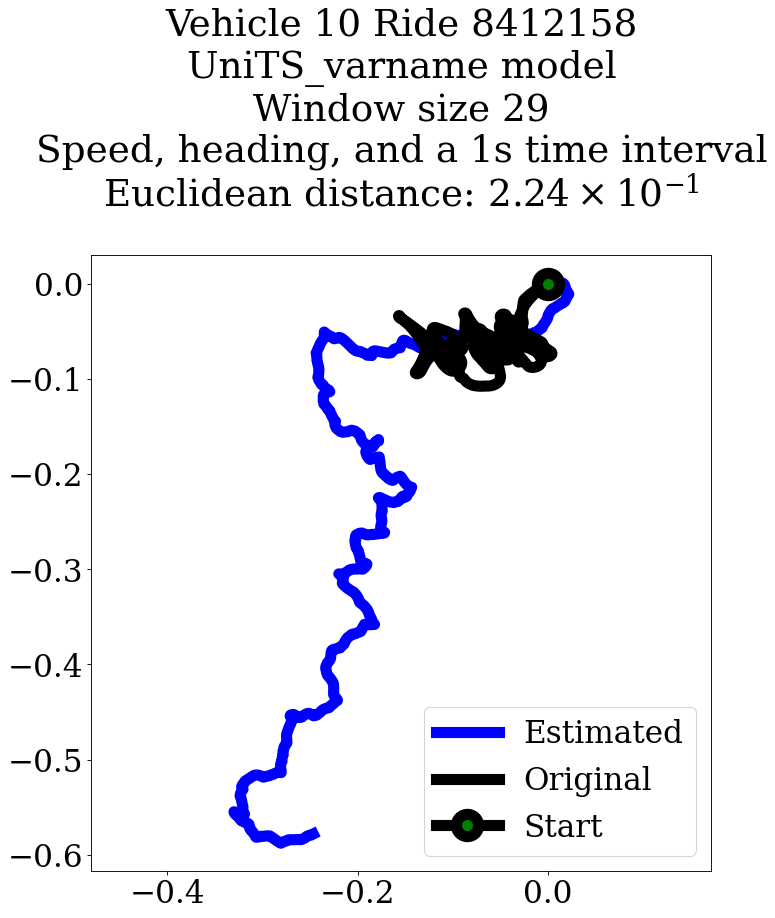 Vehicle 10 Ride 8412158
UniTS_varname model
Window size 29
Speed, heading, and a 1s time interval
Euclidean distance: 2.24 × 10⁻¹
0.0
−0.1
−0.2
−0.3
−0.4
−0.5
−0.6
Estimated
Original
Start
−0.4 −0.2 0.0